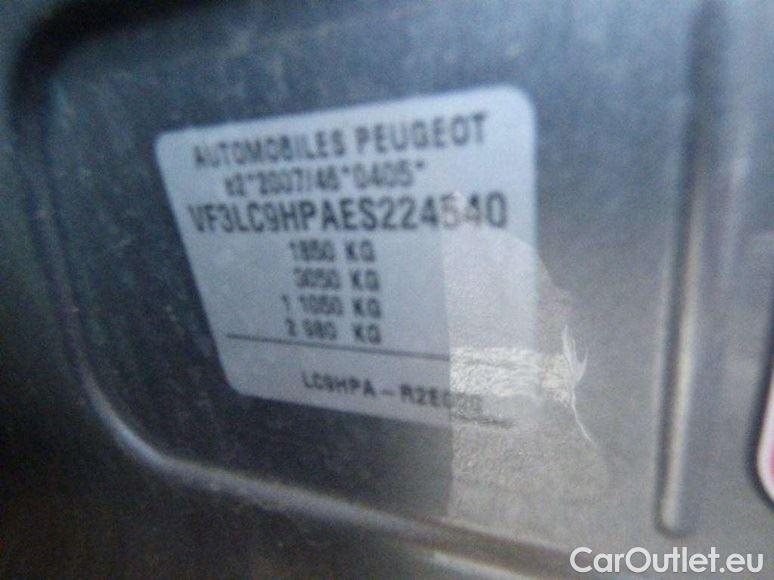 AUTOMOBILES PEUGEOT
e2*2007/46*0405*
VF3LC9HPAES224540
1850 KG
3050 KG
1 1050 KG
2 980 KG
LC9HPA-R2E020
CarOutlet.eu